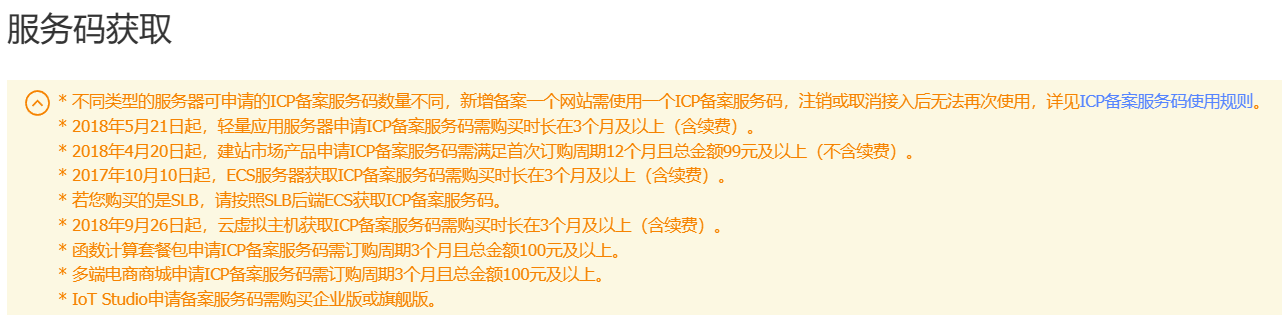 服务码获取
* 不同类型的服务器可申请的ICP备案服务码数量不同，新增备案一个网站需使用一个ICP备案服务码，注销或取消接入后无法再次使用，详见ICP备案服务码使用规则。
* 2018年5月21日起，轻量应用服务器申请ICP备案服务码需购买时长在3个月及以上（含续费）。
* 2018年4月20日起，建站市场产品申请ICP备案服务码需满足首次订购周期12个月且总金额99元及以上（不含续费）。
* 2017年10月10日起，ECS服务器获取ICP备案服务码需购买时长在3个月及以上（含续费）。
* 若您购买的是SLB，请按照SLB后端ECS获取ICP备案服务码。
* 2018年9月26日起，云虚拟主机获取ICP备案服务码需购买时长在3个月及以上（含续费）。
* 函数计算套餐包申请ICP备案服务码需订购周期3个月且总金额100元及以上。
* 多端电商商城申请ICP备案服务码需订购周期3个月且总金额100元及以上。
* IoT Studio申请备案服务码需购买企业版或旗舰版。